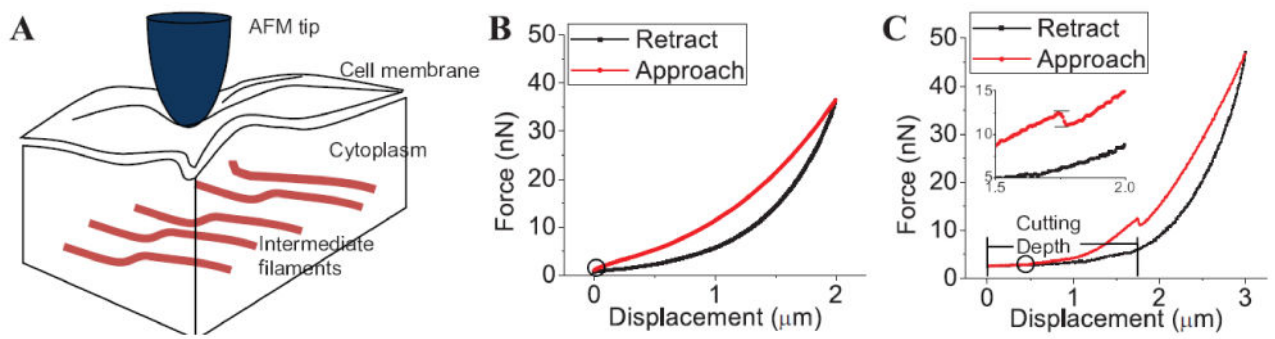 A
AFM tip
Cell membrane
Cytoplasm
Intermediate
filaments
B
Retract
Approach
Force (nN)
50
40
30
20
10
0
0
1
2
Displacement (μm)
C
Retract
Approach
Force (nN)
50
40
30
20
10
0
15
10
5
1.5
2.0
Cutting
Depth
0
1
2
3
Displacement (μm)